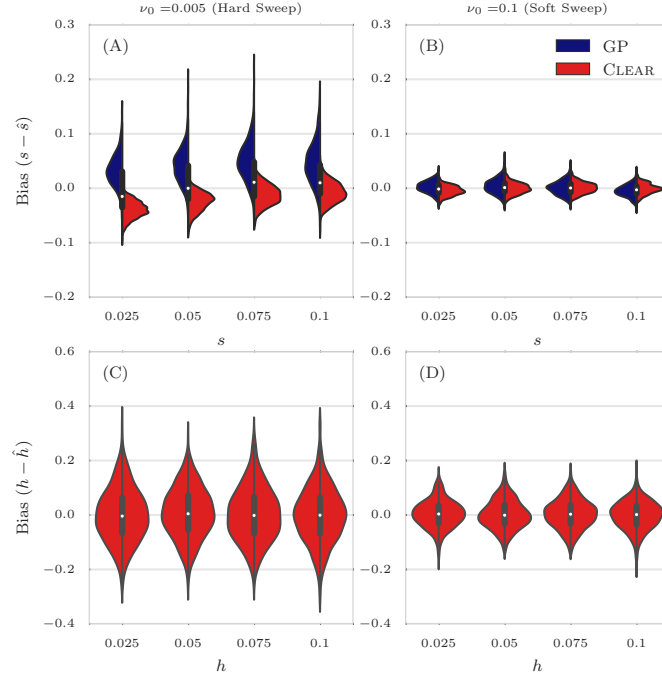 ν0 =0.005 (Hard Sweep)
ν0 =0.1 (Soft Sweep)
(A)
(B)
GP
CLEAR
Bias (s − ŝ)
0.3
0.2
0.1
0.0
−0.1
−0.2
0.025 0.05 0.075 0.1
s
0.3
0.2
0.1
0.0
−0.1
−0.2
0.025 0.05 0.075 0.1
s
(C)
(D)
Bias (h − ĥ)
0.6
0.4
0.2
0.0
−0.2
−0.4
0.025 0.05 0.075 0.1
h
0.6
0.4
0.2
0.0
−0.2
−0.4
0.025 0.05 0.075 0.1
h